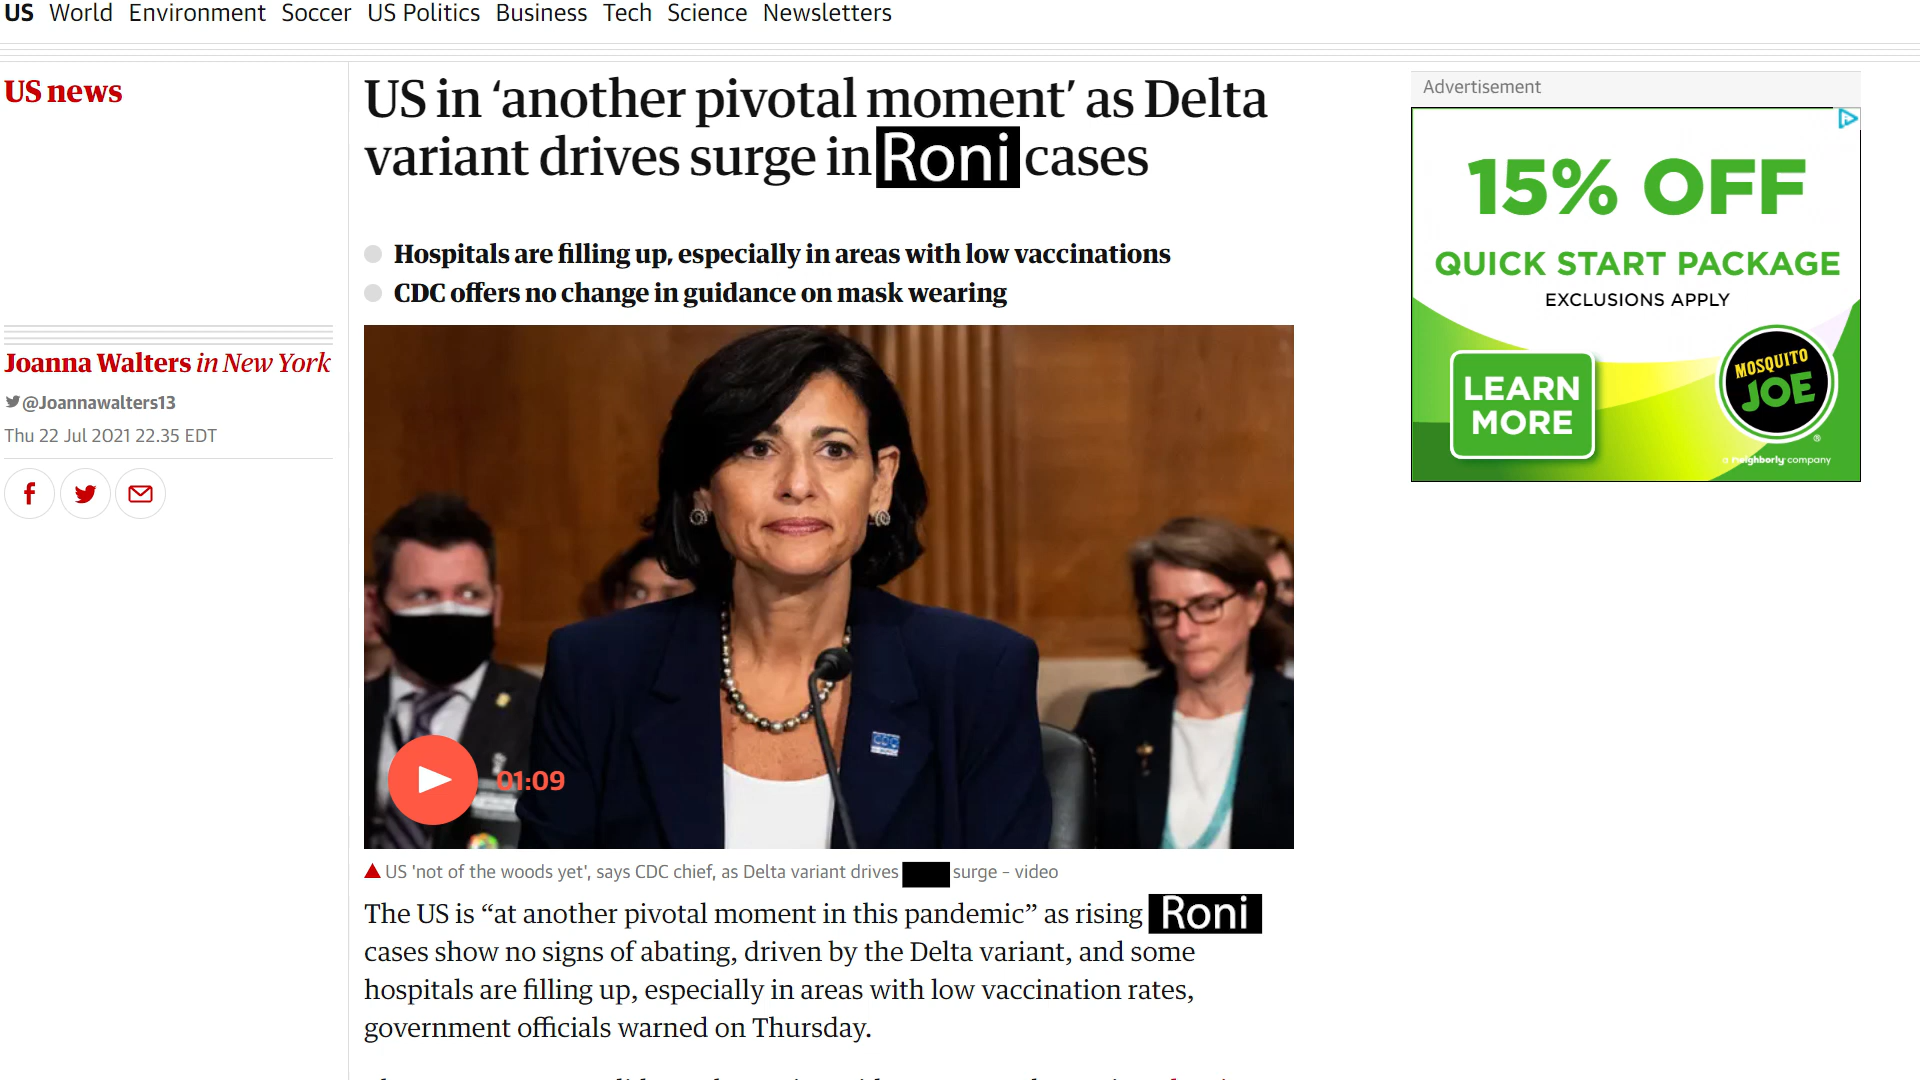 US World Environment Soccer US Politics Business Tech Science Newsletters
US news
US in ‘another pivotal moment’ as Delta
variant drives surge in Roni cases
Hospitals are filling up, especially in areas with low vaccinations
CDC offers no change in guidance on mask wearing
Joanna Walters in New York
@Joannawalters13
Thu 22 Jul 2021 22.35 EDT
CDC
01:09
US 'not of the woods yet', says CDC chief, as Delta variant drives surge – video
The US is “at another pivotal moment in this pandemic” as rising Roni
cases show no signs of abating, driven by the Delta variant, and some
hospitals are filling up, especially in areas with low vaccination rates,
government officials warned on Thursday.
Advertisement
15% OFF
QUICK START PACKAGE
EXCLUSIONS APPLY
LEARN
MORE
MOSQUITO
JOE
®
a Neighborly company